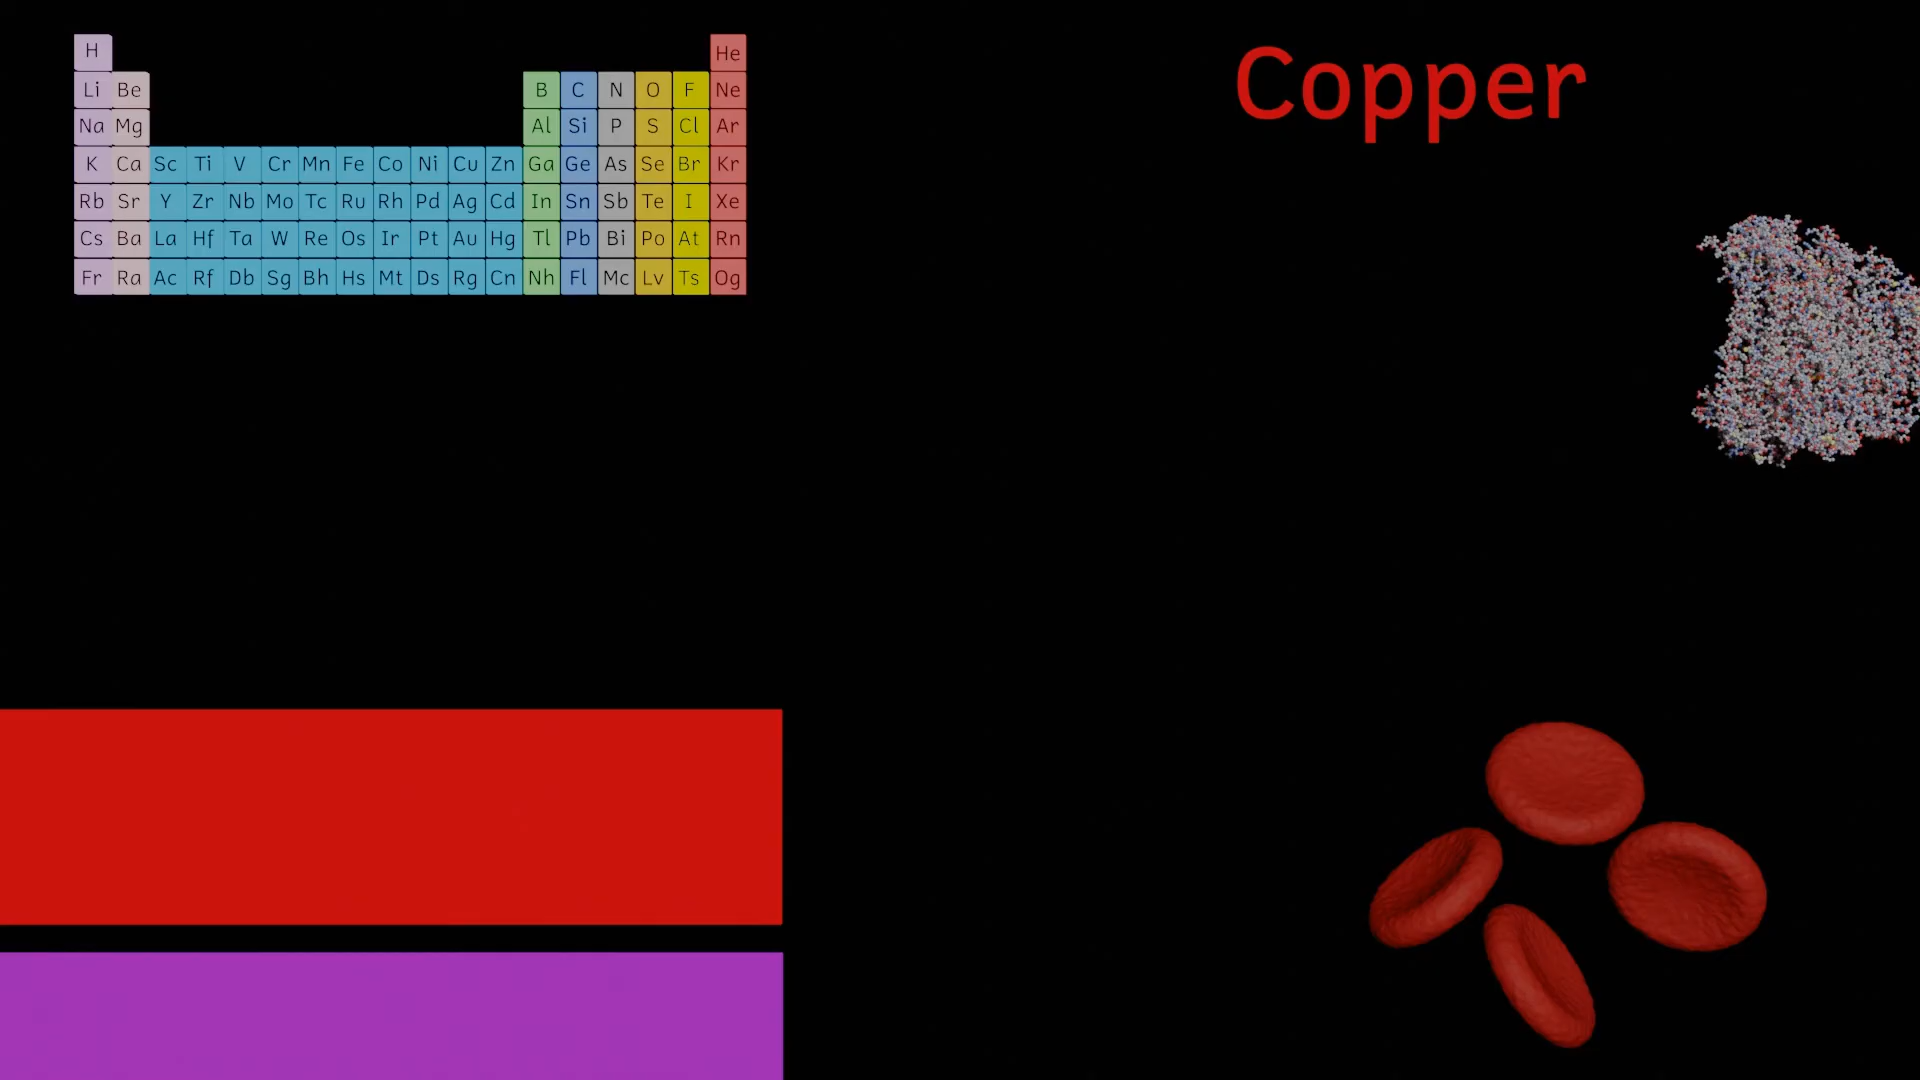 H He
Li Be B C N O F Ne
Na Mg Al Si P S Cl Ar
K Ca Sc Ti V Cr Mn Fe Co Ni Cu Zn Ga Ge As Se Br Kr
Rb Sr Y Zr Nb Mo Tc Ru Rh Pd Ag Cd In Sn Sb Te I Xe
Cs Ba La Hf Ta W Re Os Ir Pt Au Hg Tl Pb Bi Po At Rn
Fr Ra Ac Rf Db Sg Bh Hs Mt Ds Rg Cn Nh Fl Mc Lv Ts Og
Copper